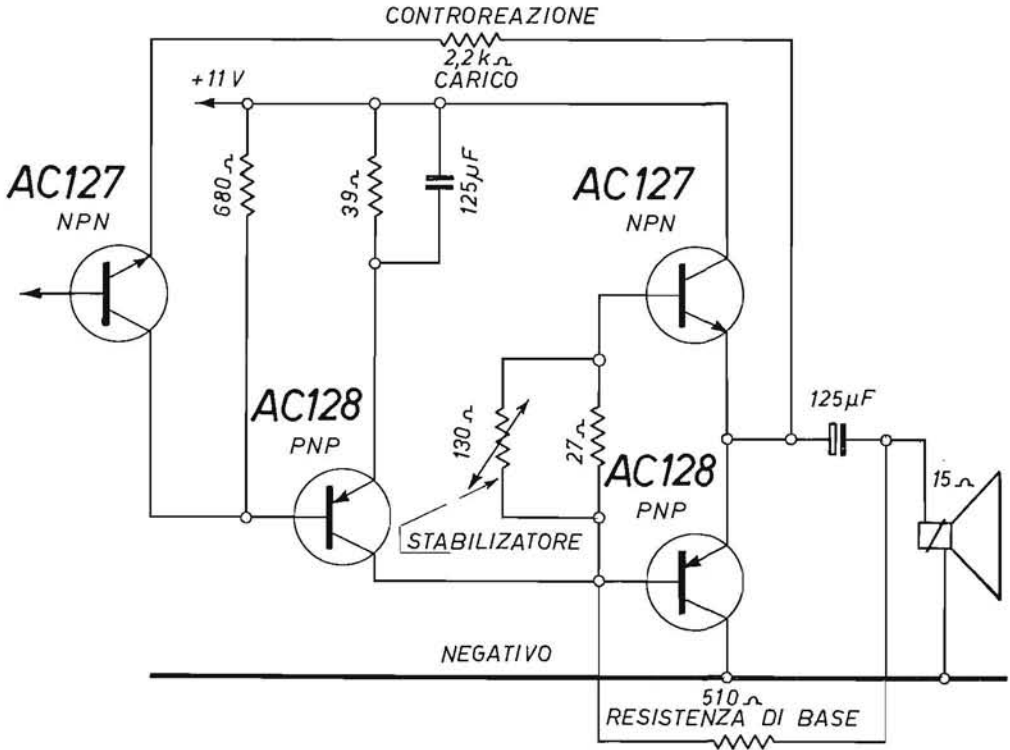 CONTROREAZIONE
2,2 kΩ
CARICO
+11 V
680Ω
39Ω
125μF
AC127
NPN
AC127
NPN
AC128
PNP
130Ω
27Ω
STABILIZATORE
AC128
PNP
125μF
15Ω
NEGATIVO
510Ω
RESISTENZA DI BASE